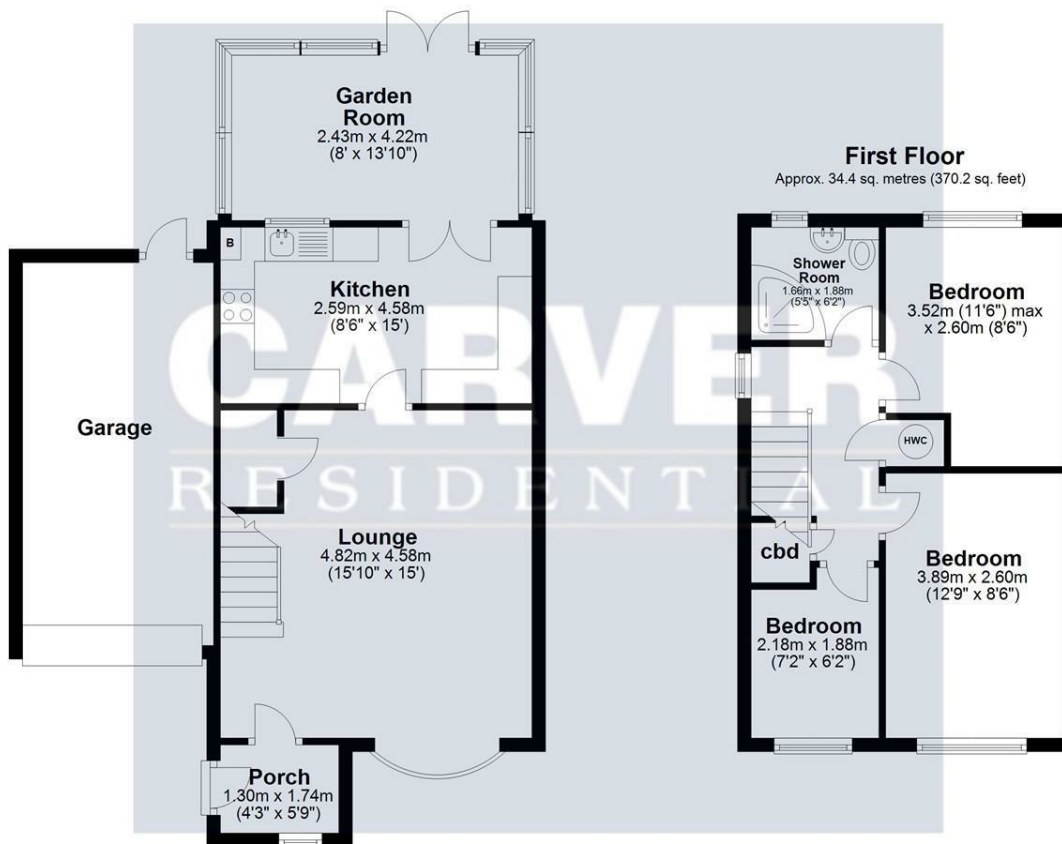 Garden
Room
2.43m x 4.22m
(8' x 13'10")
B
Kitchen
2.59m x 4.58m
(8'6" x 15')
Garage
Lounge
4.82m x 4.58m
(15'10" x 15')
Porch
1.30m x 1.74m
(4'3" x 5'9")
First Floor
Approx. 34.4 sq. metres (370.2 sq. feet)
Shower
Room
1.66m x 1.88m
(5'5" x 6'2")
Bedroom
3.52m (11'6") max
x 2.60m (8'6")
HWC
cbd
Bedroom
3.89m x 2.60m
(12'9" x 8'6")
Bedroom
2.18m x 1.88m
(7'2" x 6'2")
CARVER
RESIDENTIAL